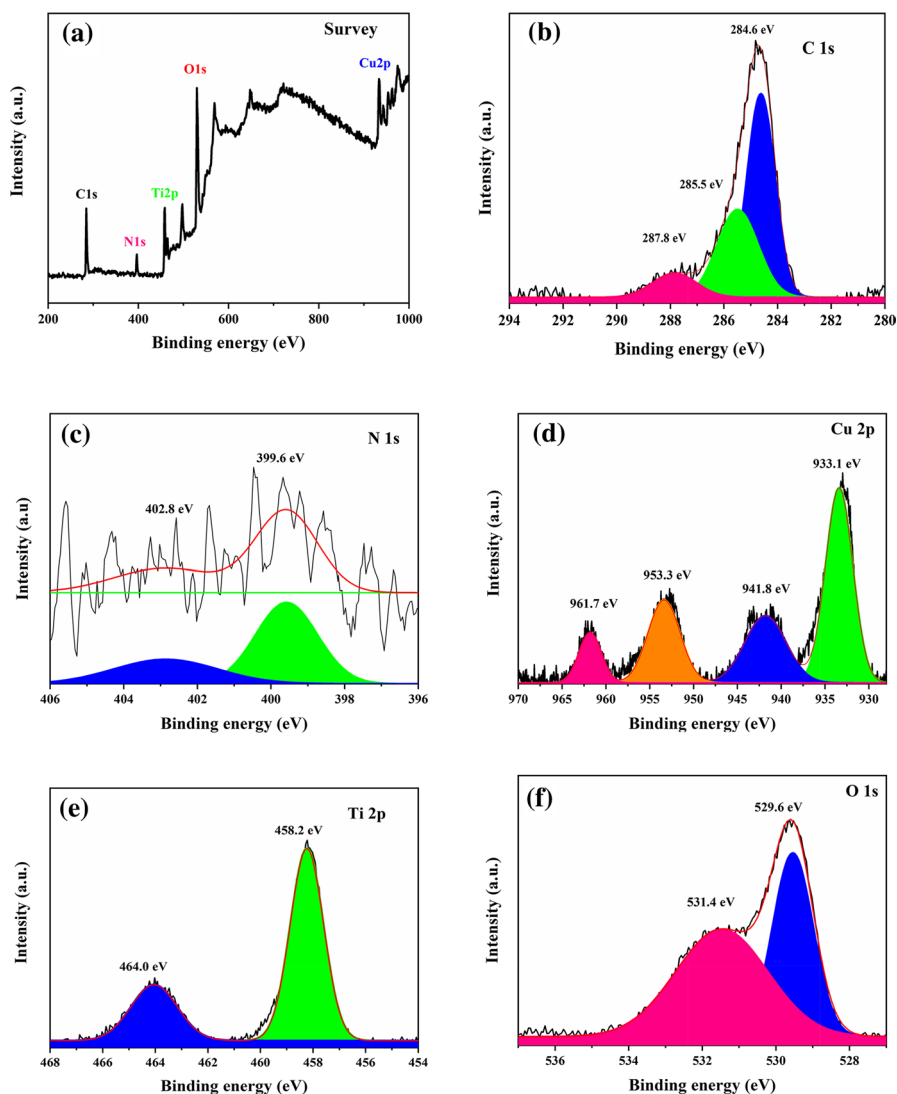 (a)
Survey
Cu2p
O1s
C1s
Ti2p
N1s
Intensity (a.u.)
200 400 600 800 1000
Binding energy (eV)
(b)
284.6 eV
C 1s
285.5 eV
287.8 eV
Intensity (a.u.)
294 292 290 288 286 284 282 280
Binding energy (eV)
(c)
N 1s
399.6 eV
402.8 eV
Intensity (a.u)
406 404 402 400 398 396
Binding energy (eV)
(d)
Cu 2p
933.1 eV
953.3 eV
941.8 eV
961.7 eV
Intensity (a.u.)
970 965 960 955 950 945 940 935 930
Binding energy (eV)
(e)
Ti 2p
458.2 eV
464.0 eV
Intensity (a.u.)
468 466 464 462 460 458 456 454
Binding energy (eV)
(f)
O 1s
529.6 eV
531.4 eV
Intensity (a.u.)
536 534 532 530 528
Binding energy (eV)